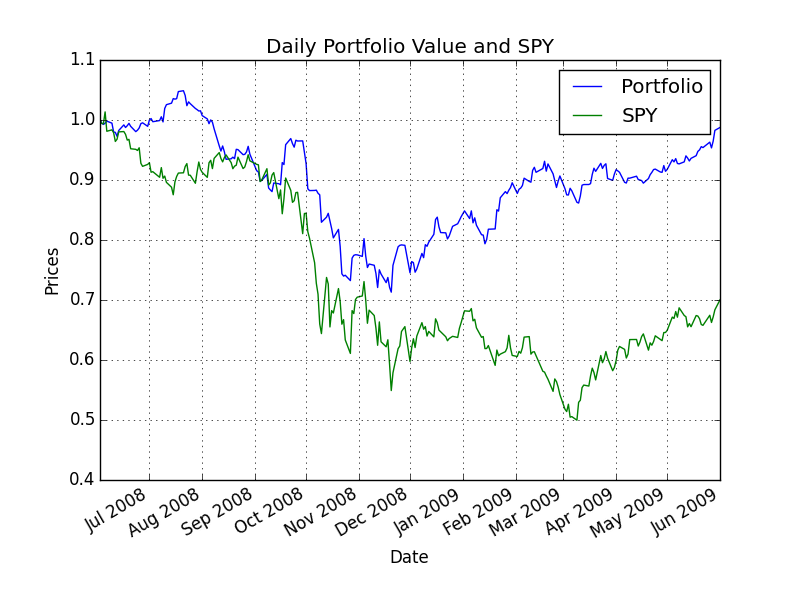 Daily Portfolio Value and SPY
1.1
1.0
0.9
0.8
0.7
0.6
0.5
0.4
Prices
Portfolio
SPY
Jul 2008
Aug 2008
Sep 2008
Oct 2008
Nov 2008
Dec 2008
Jan 2009
Feb 2009
Mar 2009
Apr 2009
May 2009
Jun 2009
Date